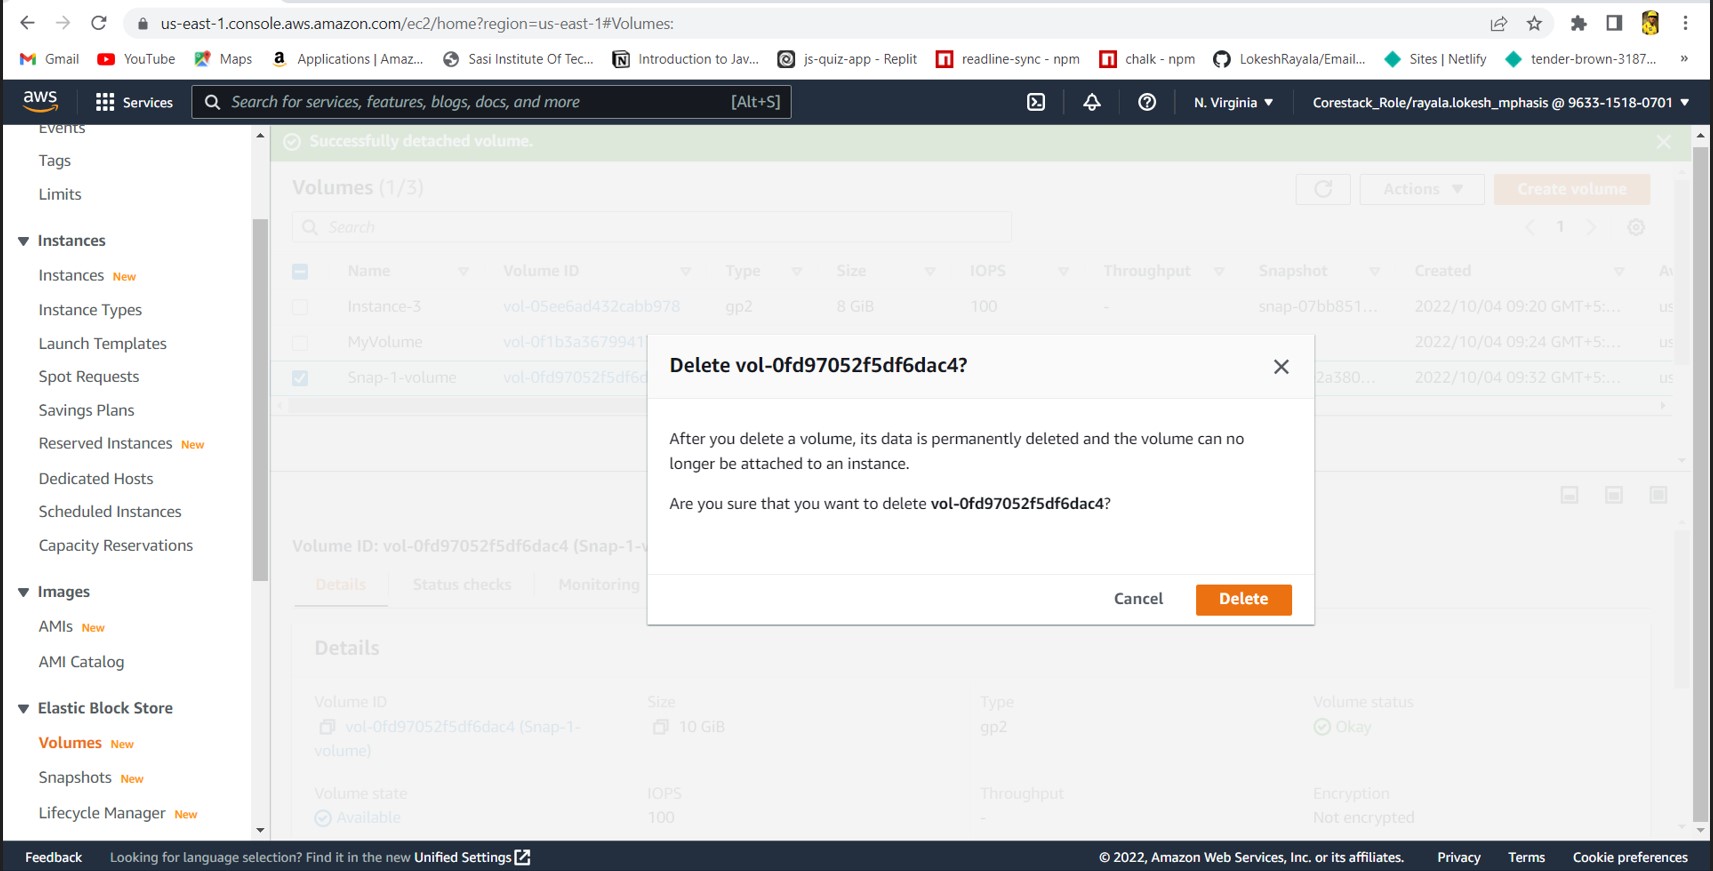 us-east-1.console.aws.amazon.com/ec2/home?region=us-east-1#Volumes:
Gmail YouTube Maps Applications | Amaz... Sasi Institute Of Tec... Introduction to Jav... js-quiz-app - Replit readline-sync - npm chalk - npm LokeshRayala/Email... Sites | Netlify tender-brown-3187... »
aws Services Search for services, features, blogs, docs, and more [Alt+S] N. Virginia ▼ Corestack_Role/rayala.lokesh_mphasis @ 9633-1518-0701 ▼
Events
Tags
Limits
Instances
Instances New
Instance Types
Launch Templates
Spot Requests
Savings Plans
Reserved Instances New
Dedicated Hosts
Scheduled Instances
Capacity Reservations
Images
AMIs New
AMI Catalog
Elastic Block Store
Volumes New
Snapshots New
Lifecycle Manager New
Successfully detached volume.
Volumes (1/3) Actions ▼ Create volume
Search 1
Name Volume ID Type Size IOPS Throughput Snapshot Created
Instance-3 vol-05ee6ad432cabb978 gp2 8 GiB 100 - snap-07bb851... 2022/10/04 09:20 GMT+5:... us
MyVolume vol-0f1b3a3679941 2022/10/04 09:24 GMT+5:... us
Snap-1-volume vol-0fd97052f5df6d 2a380... 2022/10/04 09:32 GMT+5:... us
Delete vol-0fd97052f5df6dac4?
After you delete a volume, its data is permanently deleted and the volume can no
longer be attached to an instance.
Are you sure that you want to delete vol-0fd97052f5df6dac4?
Cancel Delete
Volume ID: vol-0fd97052f5df6dac4 (Snap-1-v
Details Status checks Monitoring
Details
Volume ID Size Type Volume status
vol-0fd97052f5df6dac4 (Snap-1- 10 GiB gp2 Okay
volume)
Volume state IOPS Throughput Encryption
Available 100 - Not encrypted
Feedback Looking for language selection? Find it in the new Unified Settings © 2022, Amazon Web Services, Inc. or its affiliates. Privacy Terms Cookie preferences